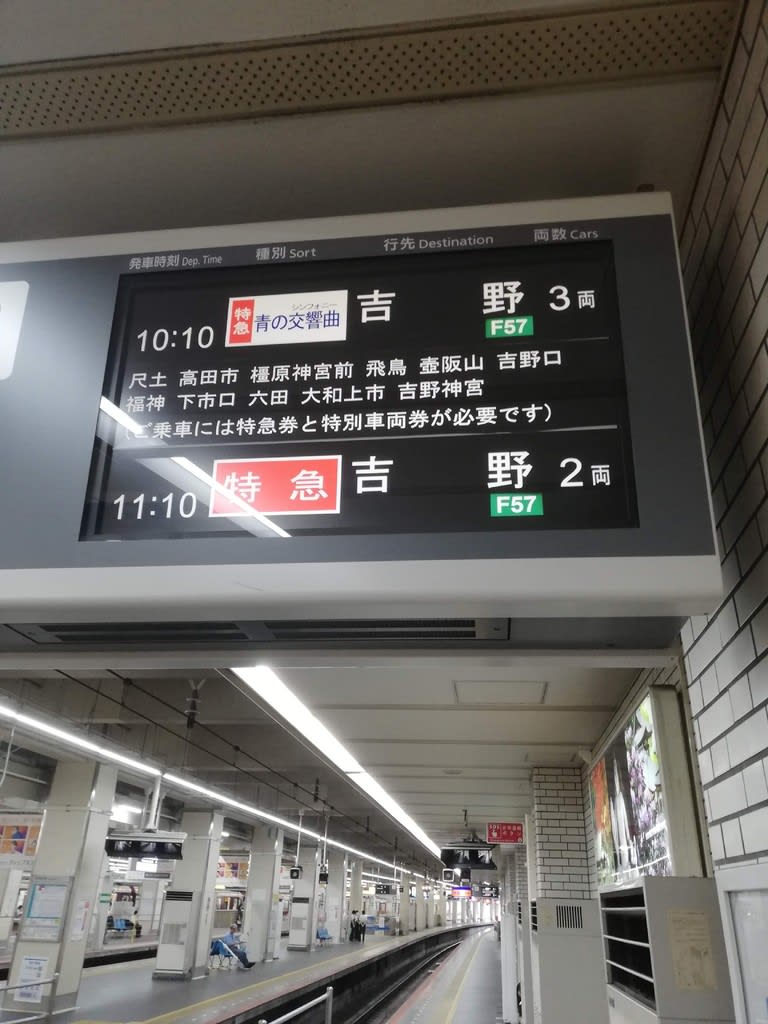 発車時刻 Dep. Time 種別 Sort 行先 Destination 両数 Cars
シンフォニー
10:10 特急 青の交響曲 吉野 3両
F57
尺土 高田市 橿原神宮前 飛鳥 壺阪山 吉野口
福神 下市口 六田 大和上市 吉野神宮
(ご乗車には特急券と特別車両券が必要です)
11:10 特急 吉野 2両
F57